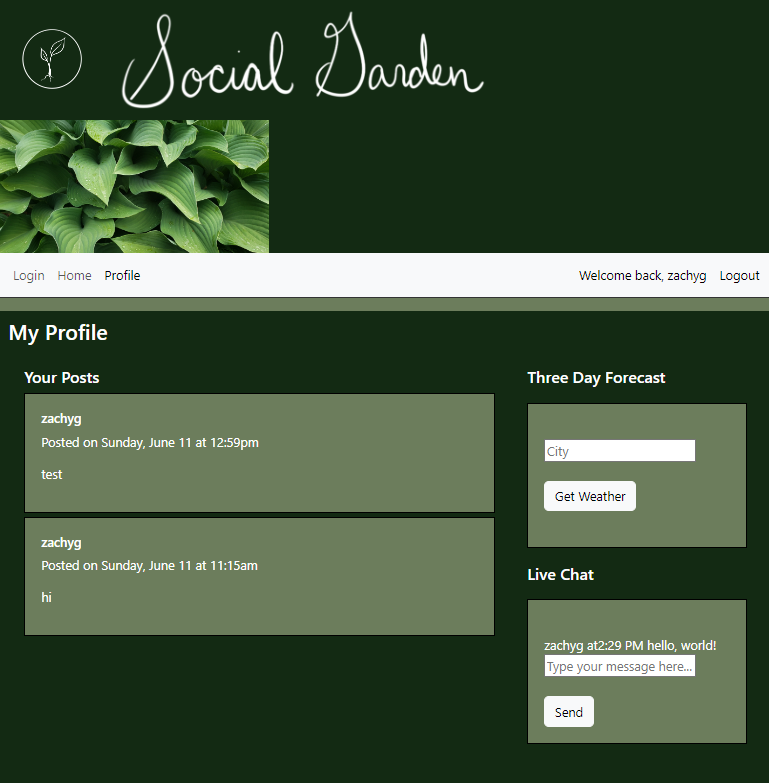 Social Garden
Login Home Profile Welcome back, zachyg Logout
My Profile
Your Posts
zachyg
Posted on Sunday, June 11 at 12:59pm
test
zachyg
Posted on Sunday, June 11 at 11:15am
hi
Three Day Forecast
City
Get Weather
Live Chat
zachyg at2:29 PM hello, world!
Type your message here...
Send